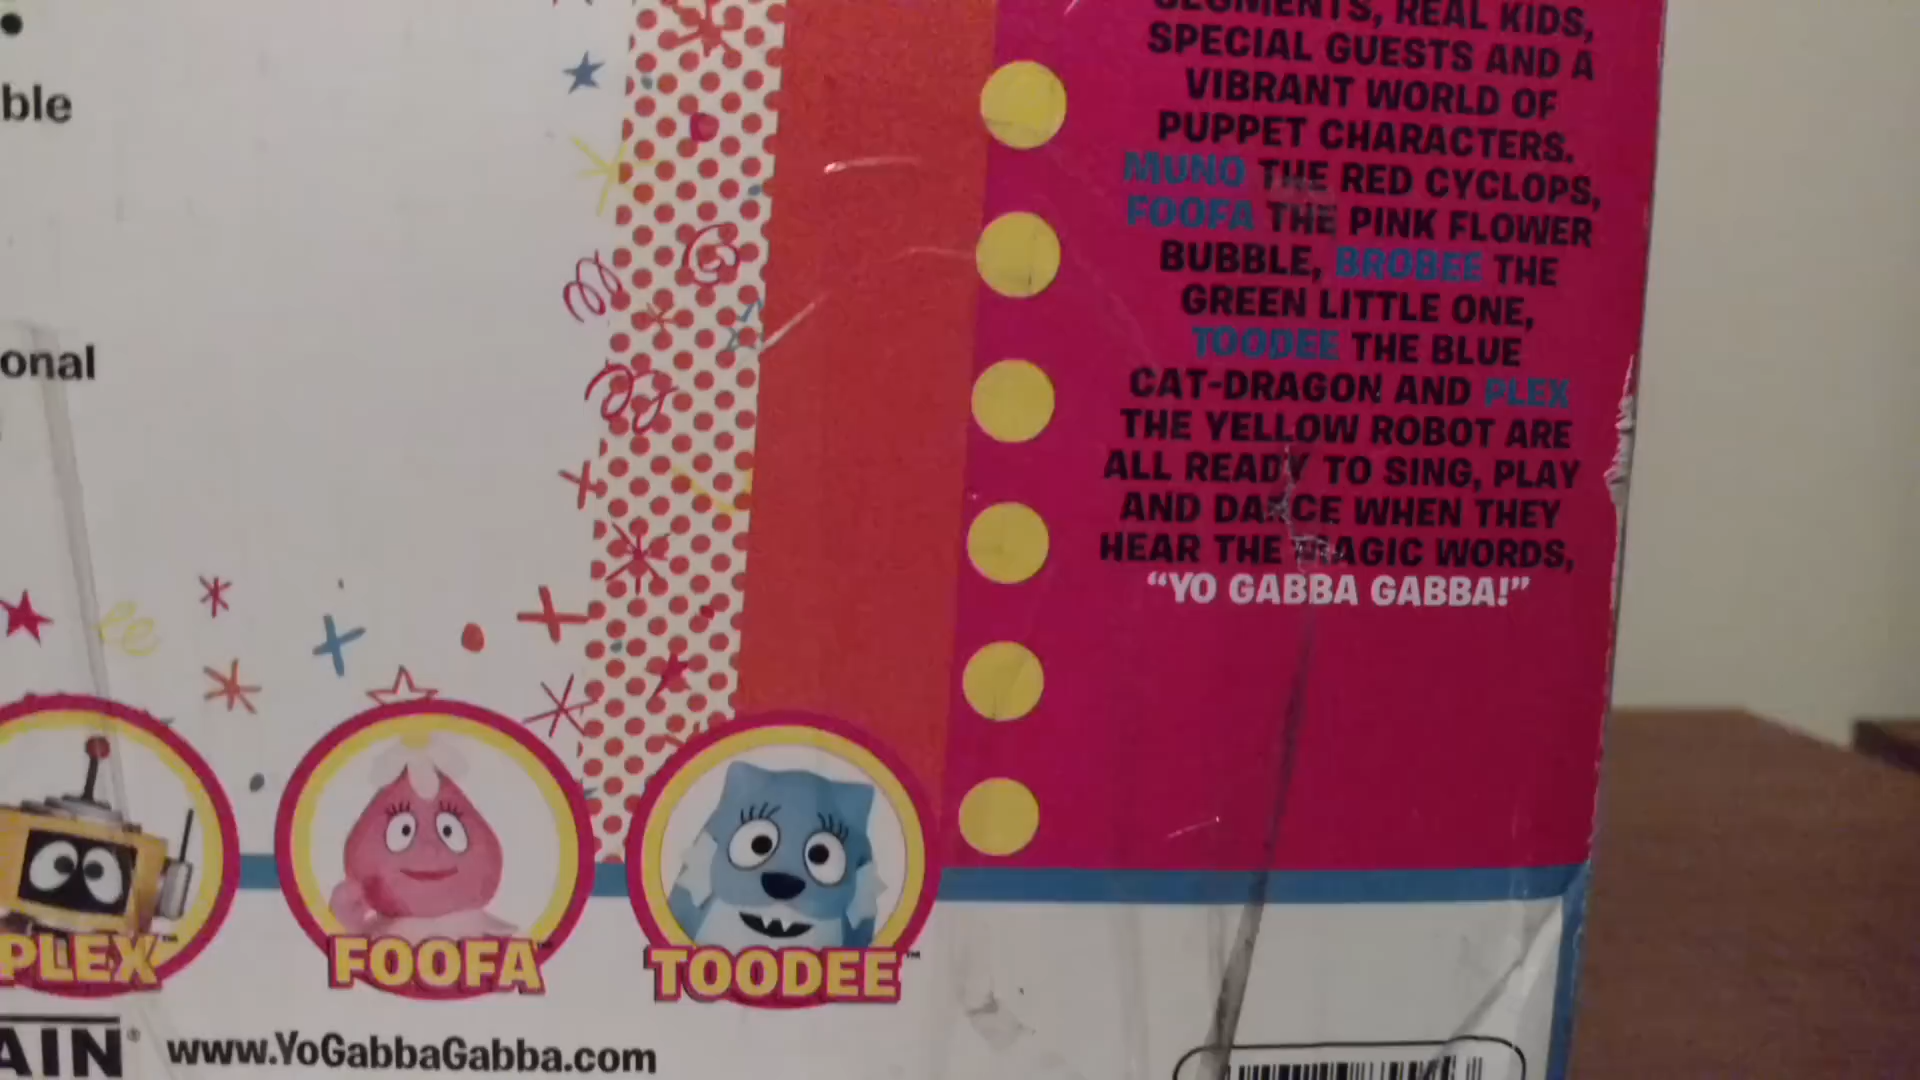 ble
onal
SEGMENTS, REAL KIDS,
SPECIAL GUESTS AND A
VIBRANT WORLD OF
PUPPET CHARACTERS.
MUNO THE RED CYCLOPS,
FOOFA THE PINK FLOWER
BUBBLE, BROBEE THE
GREEN LITTLE ONE,
TOODEE THE BLUE
CAT-DRAGON AND PLEX
THE YELLOW ROBOT ARE
ALL READY TO SING, PLAY
AND DANCE WHEN THEY
HEAR THE MAGIC WORDS,
“YO GABBA GABBA!”
PLEX™
FOOFA™
TOODEE™
AIN®
www.YoGabbaGabba.com